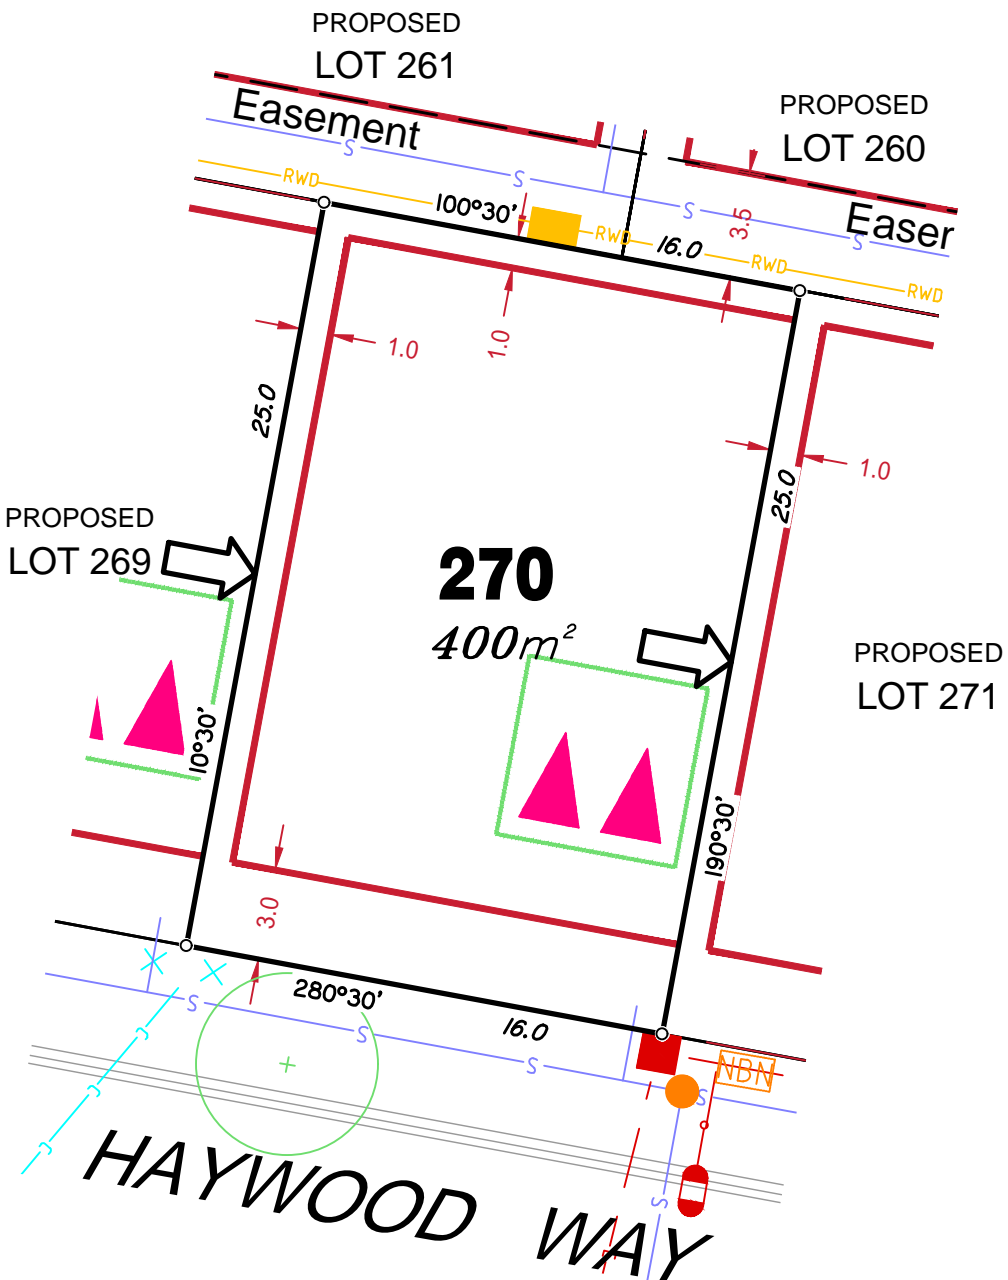 PROPOSED
LOT 261
PROPOSED
LOT 260
Easement
S
S
S
S
RWD
RWD
RWD
RWD
100°30'
16.0
3.5
Easer
1.0
1.0
1.0
25.0
25.0
PROPOSED
LOT 269
270
400m²
PROPOSED
LOT 271
10°30'
190°30'
3.0
280°30'
16.0
S
S
S
S
S
NBN
HAYWOOD WAY